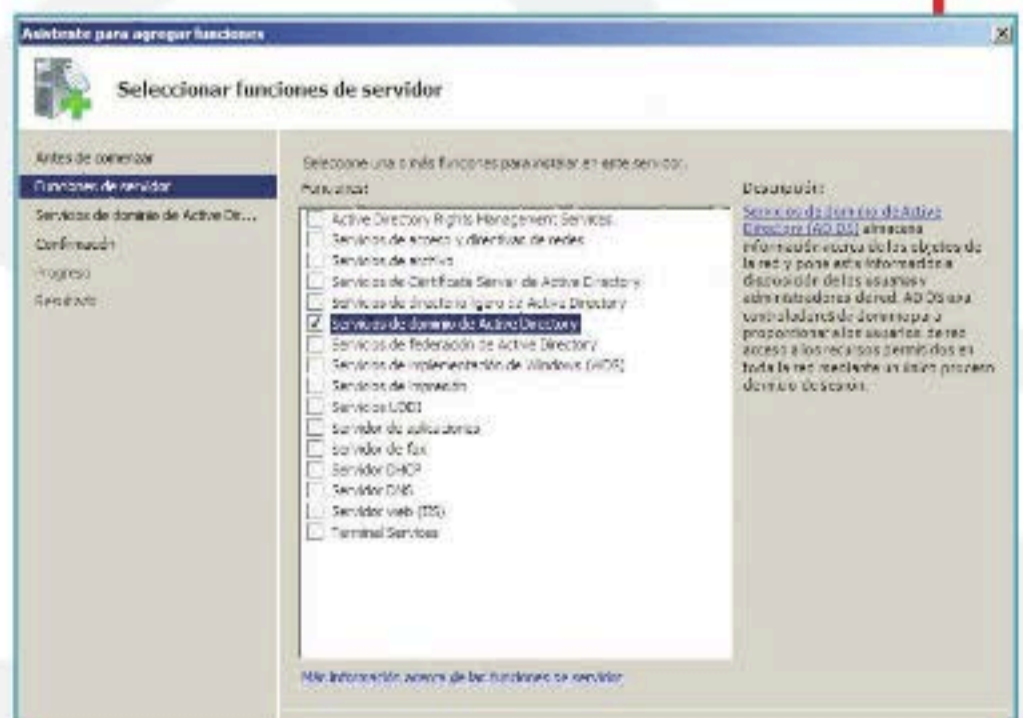 Asistente para agregar funciones
Seleccionar funciones de servidor
Antes de comenzar
Funciones de servidor
Servicios de dominio de Active Dir...
Confirmación
Progreso
Resultado
Seleccione una o más funciones para instalar en este servidor.
Funciones:
Active Directory Rights Management Services
Servicios de acceso y directivas de redes
Servicios de archivo
Servicios de Certificate Server de Active Directory
Servicios de directorio ligero de Active Directory
Servicios de dominio de Active Directory
Servicios de federación de Active Directory
Servicios de implementación de Windows (WDS)
Servicios de impresión
Servicios UDDI
Servidor de aplicaciones
Servidor de fax
Servidor DHCP
Servidor DNS
Servidor web (IIS)
Terminal Services
Más información acerca de las funciones de servidor
Descripción:
Servicios de dominio de Active
Directory (AD DS) almacena
información acerca de los objetos de
la red y pone esta información a
disposición de los usuarios y
administradores de red. AD DS usa
controladores de dominio para
proporcionar a los usuarios de red
acceso a los recursos permitidos en
toda la red mediante un único proceso
de inicio de sesión.